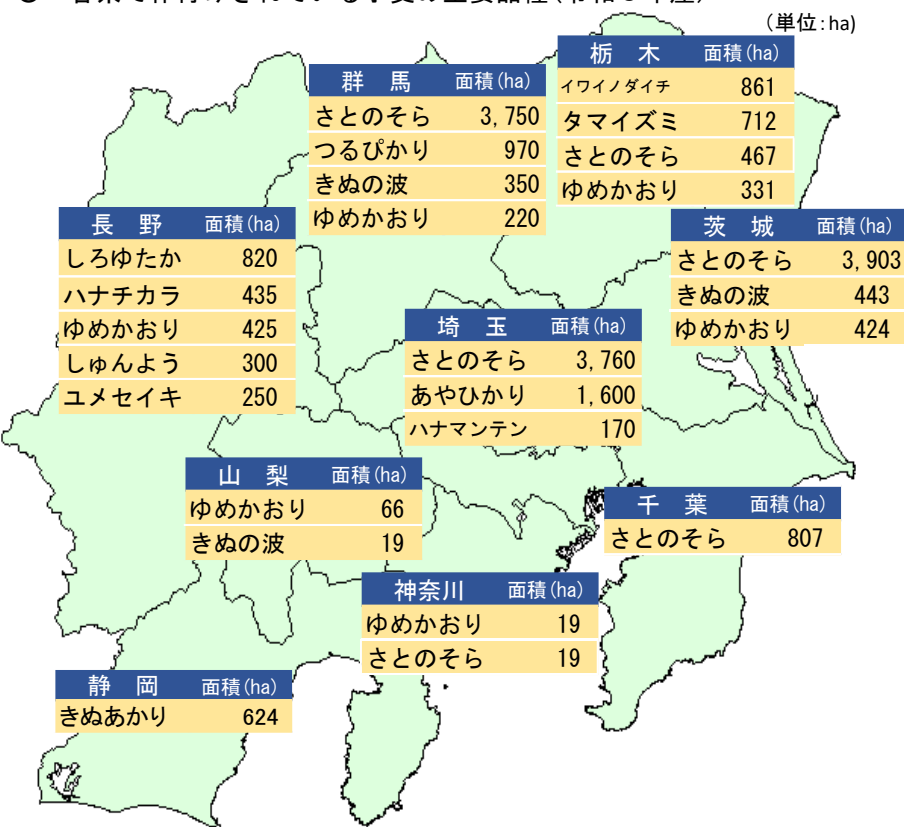 （単位：ha)
栃　木　面積(ha)
イワイノダイチ　861
タマイズミ　712
さとのそら　467
ゆめかおり　331
群　馬　面積(ha)
さとのそら　3,750
つるぴかり　970
きぬの波　350
ゆめかおり　220
長　野　面積(ha)
しろゆたか　820
ハナチカラ　435
ゆめかおり　425
しゅんよう　300
ユメセイキ　250
茨　城　面積(ha)
さとのそら　3,903
きぬの波　443
ゆめかおり　424
埼　玉　面積(ha)
さとのそら　3,760
あやひかり　1,600
ハナマンテン　170
山　梨　面積(ha)
ゆめかおり　66
きぬの波　19
千　葉　面積(ha)
さとのそら　807
神奈川　面積(ha)
ゆめかおり　19
さとのそら　19
静　岡　面積(ha)
きぬあかり　624